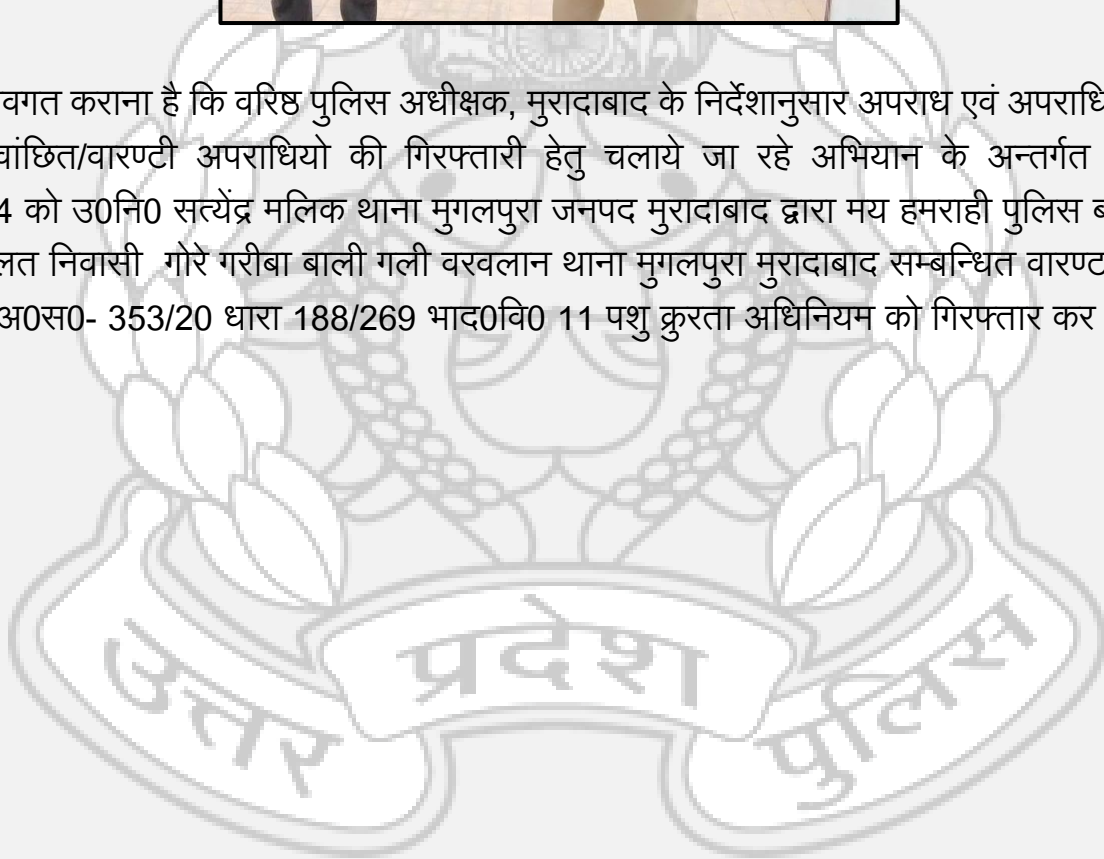 वगत कराना है कि वरिष्ठ पुलिस अधीक्षक, मुरादाबाद के निर्देशानुसार अपराध एवं अपराधि
वांछित/वारण्टी अपराधियो की गिरफ्तारी हेतु चलाये जा रहे अभियान के अन्तर्गत
4 को उ0नि0 सत्येंद्र मलिक थाना मुगलपुरा जनपद मुरादाबाद द्वारा मय हमराही पुलिस ब
लत निवासी गोरे गरीबा बाली गली वरवलान थाना मुगलपुरा मुरादाबाद सम्बन्धित वारण्ट
अ0स0- 353/20 धारा 188/269 भाद0वि0 11 पशु क्रुरता अधिनियम को गिरफ्तार कर
उत्तर प्रदेश पुलिस